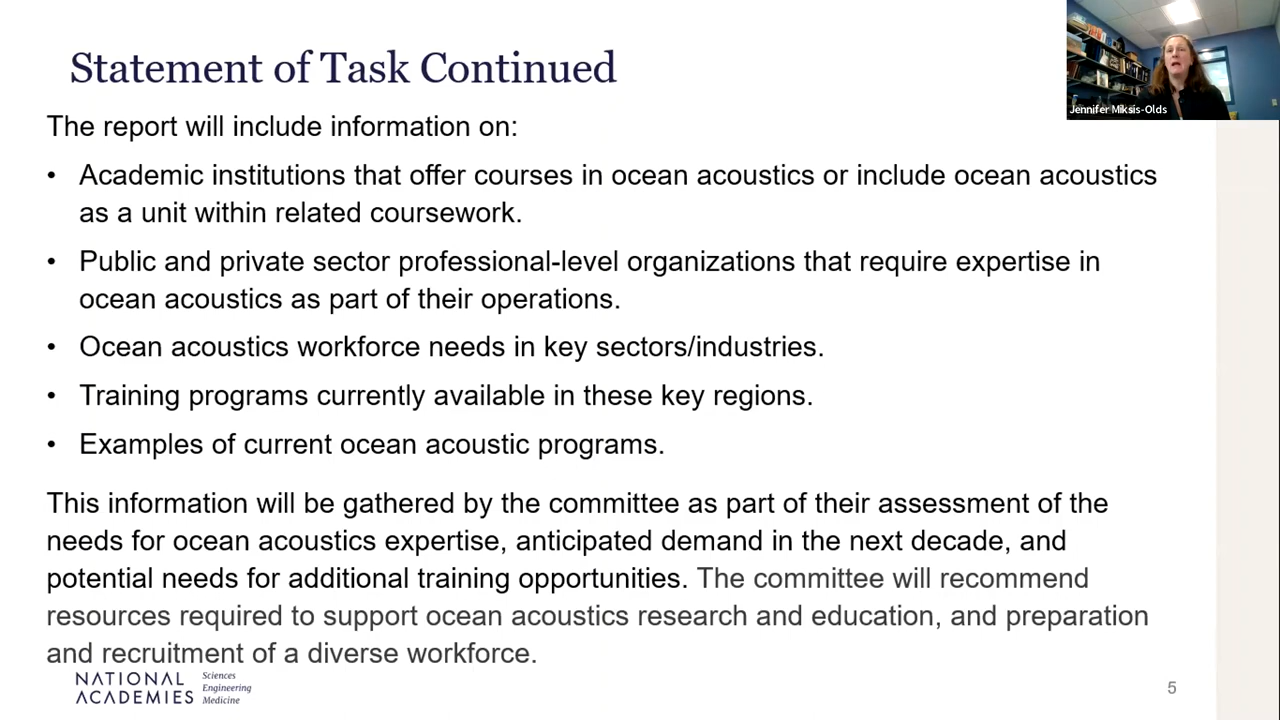 Statement of Task Continued
Jennifer Miksis-Olds
The report will include information on:
• Academic institutions that offer courses in ocean acoustics or include ocean acoustics
as a unit within related coursework.
• Public and private sector professional-level organizations that require expertise in
ocean acoustics as part of their operations.
• Ocean acoustics workforce needs in key sectors/industries.
• Training programs currently available in these key regions.
• Examples of current ocean acoustic programs.
This information will be gathered by the committee as part of their assessment of the
needs for ocean acoustics expertise, anticipated demand in the next decade, and
potential needs for additional training opportunities. The committee will recommend
resources required to support ocean acoustics research and education, and preparation
and recruitment of a diverse workforce.
NATIONAL
ACADEMIES
Sciences
Engineering
Medicine
5